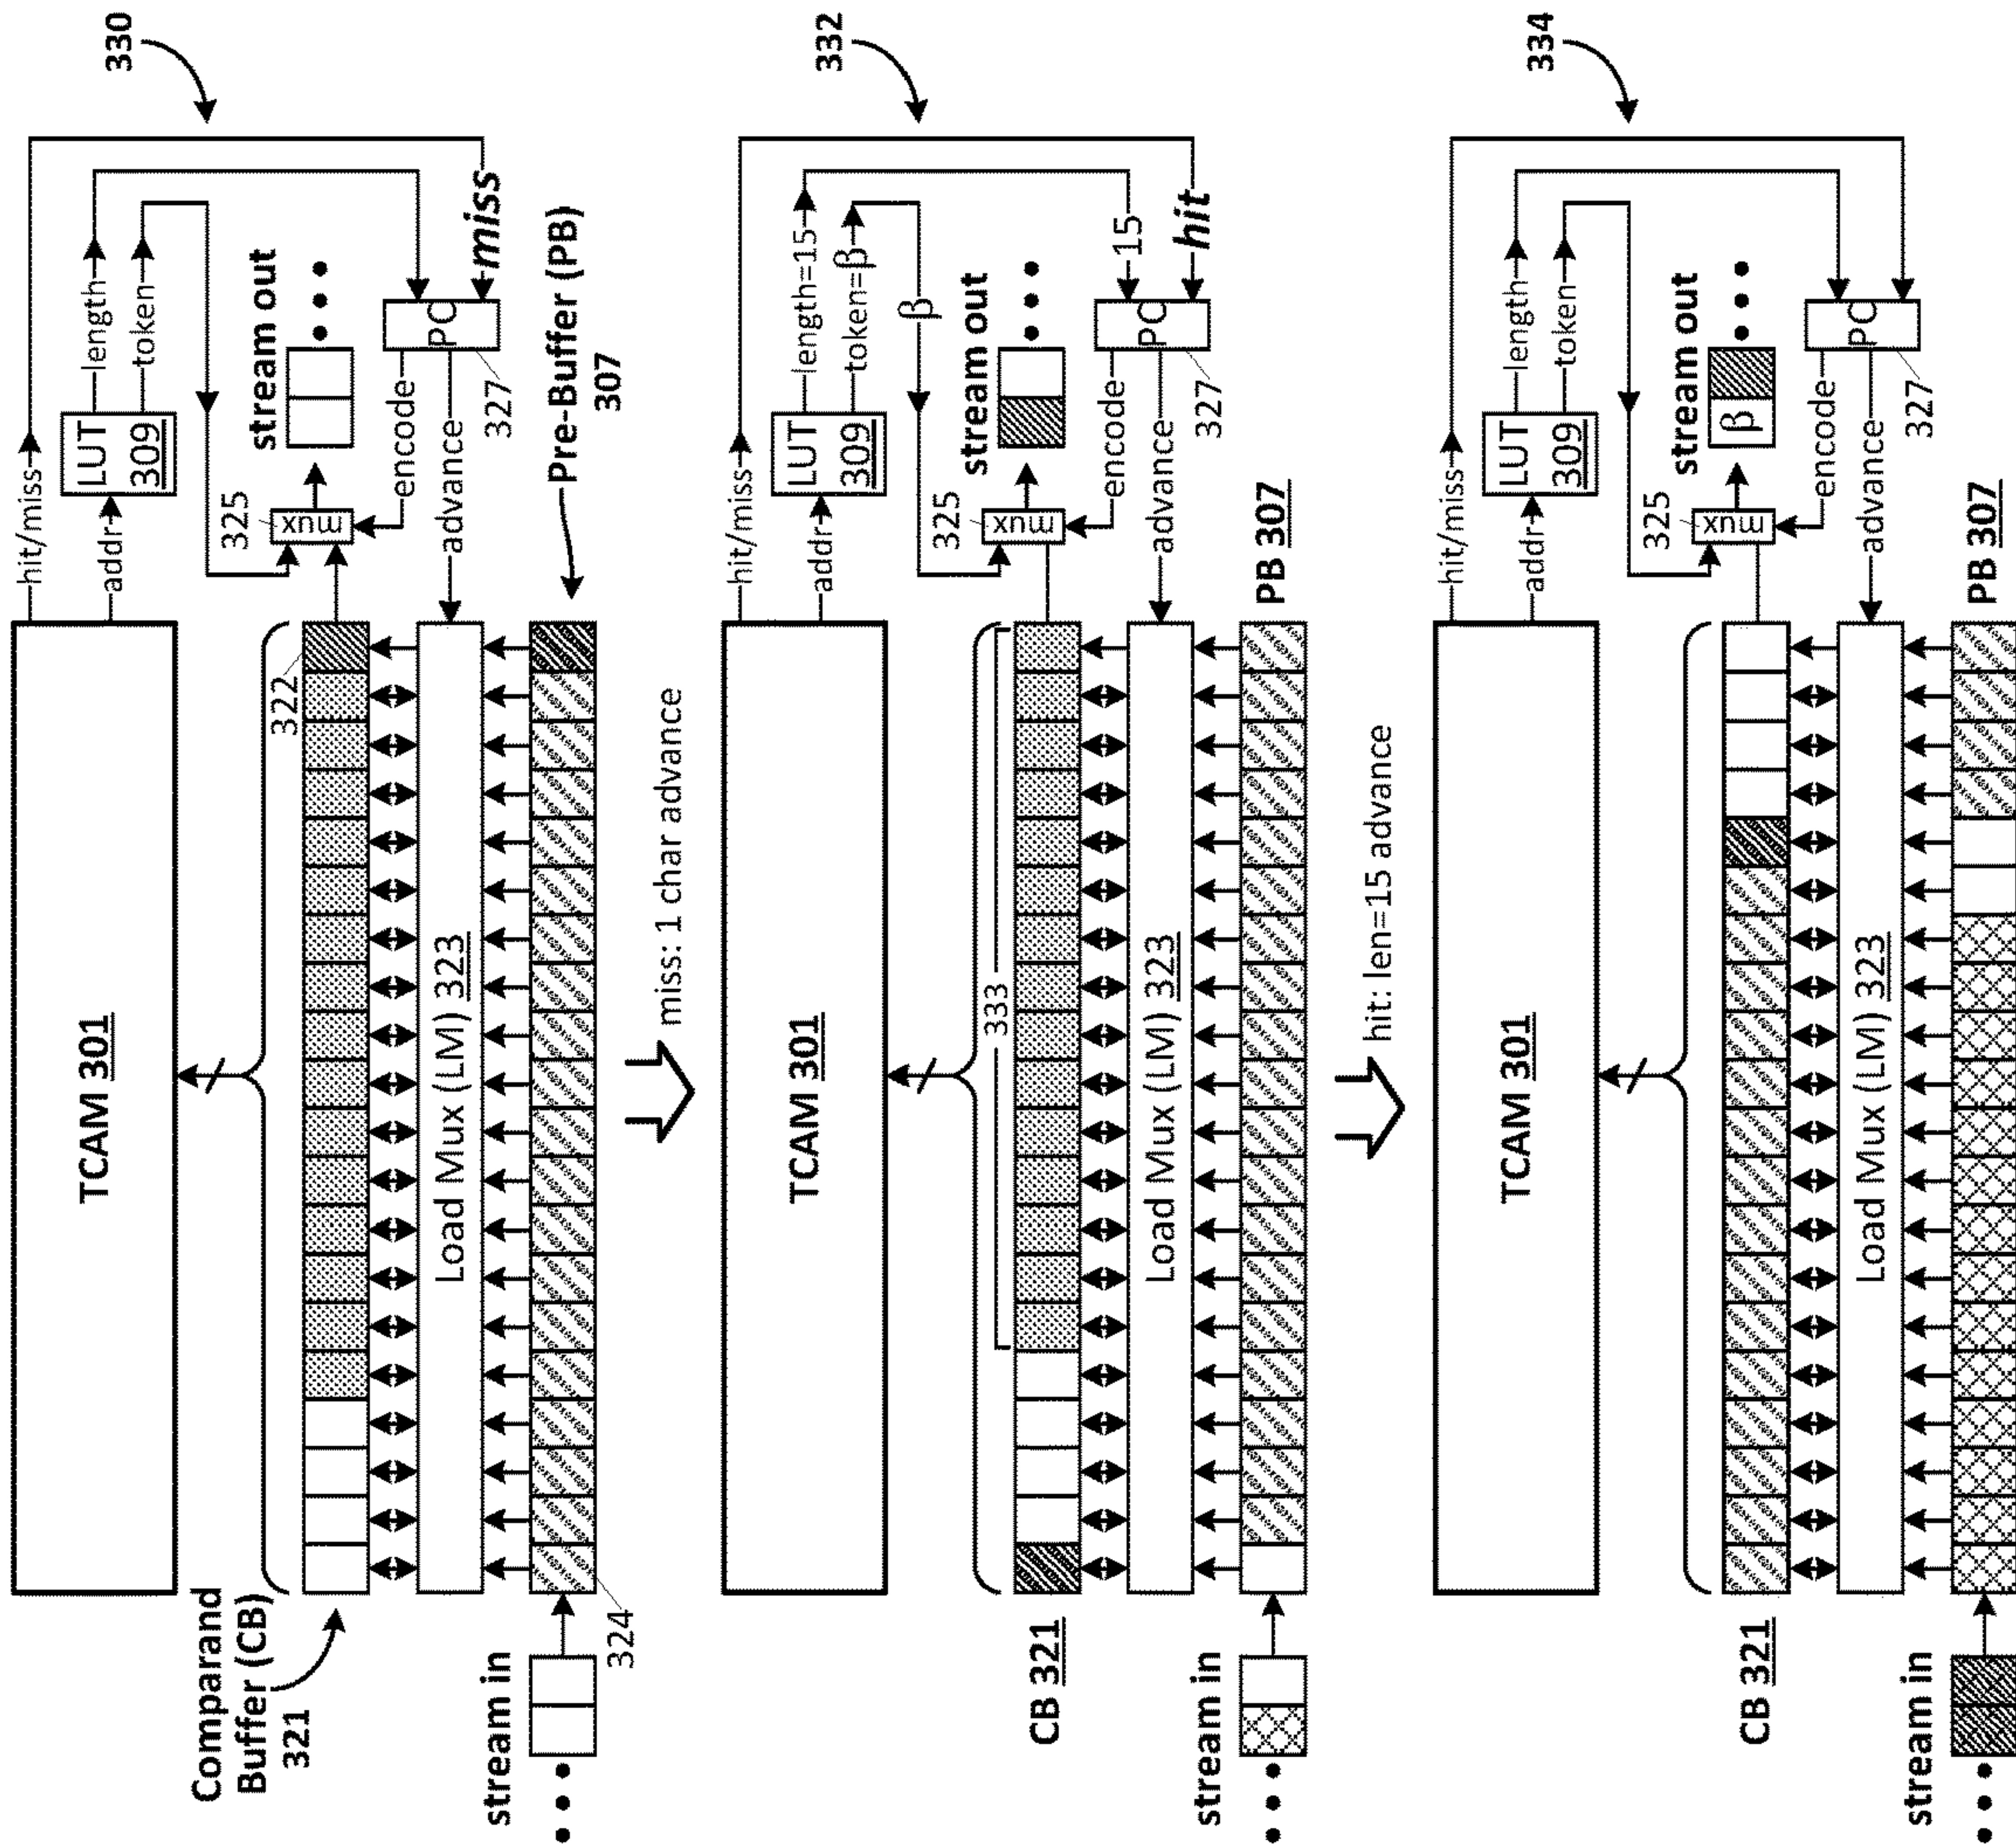 330
hit/miss
TCAM 301
addr
LUT
309
length
token
322
325
mux
stream out
Comparand
Buffer (CB)
321
encode
PC
miss
Load Mux (LM) 323
advance
327
Pre-Buffer (PB)
307
stream in
324
miss: 1 char advance
332
hit/miss
TCAM 301
addr
LUT
309
length=15
token=β
β
333
325
mux
stream out
CB 321
encode
PC
15
hit
Load Mux (LM) 323
advance
327
PB 307
stream in
hit: len=15 advance
334
hit/miss
TCAM 301
addr
LUT
309
length
token
325
mux
stream out
β
CB 321
encode
PC
Load Mux (LM) 323
advance
327
PB 307
stream in